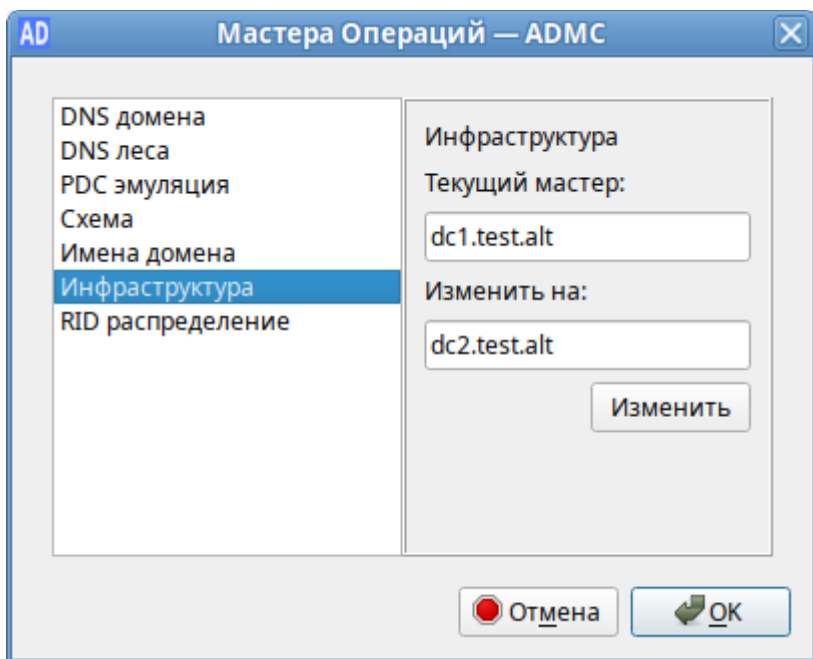 AD Мастера Операций — ADMC
DNS домена
DNS леса
PDC эмуляция
Схема
Имена домена
Инфраструктура
RID распределение
Инфраструктура
Текущий мастер:
dc1.test.alt
Изменить на:
dc2.test.alt
Изменить
Отмена
OK